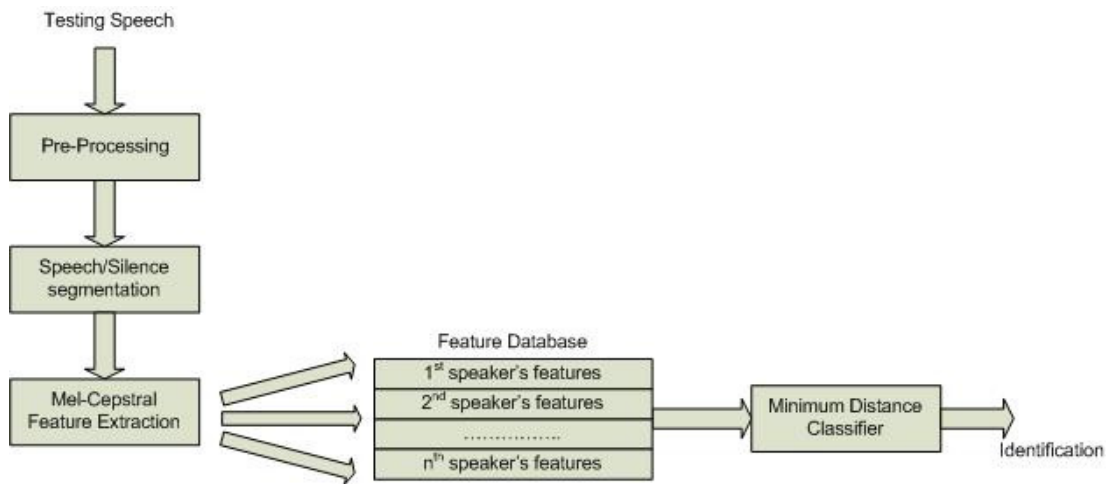 Testing Speech
Pre-Processing
Speech/Silence
segmentation
Mel-Cepstral
Feature Extraction
Feature Database
1st speaker's features
2nd speaker's features
................
nth speaker's features
Minimum Distance
Classifier
Identification